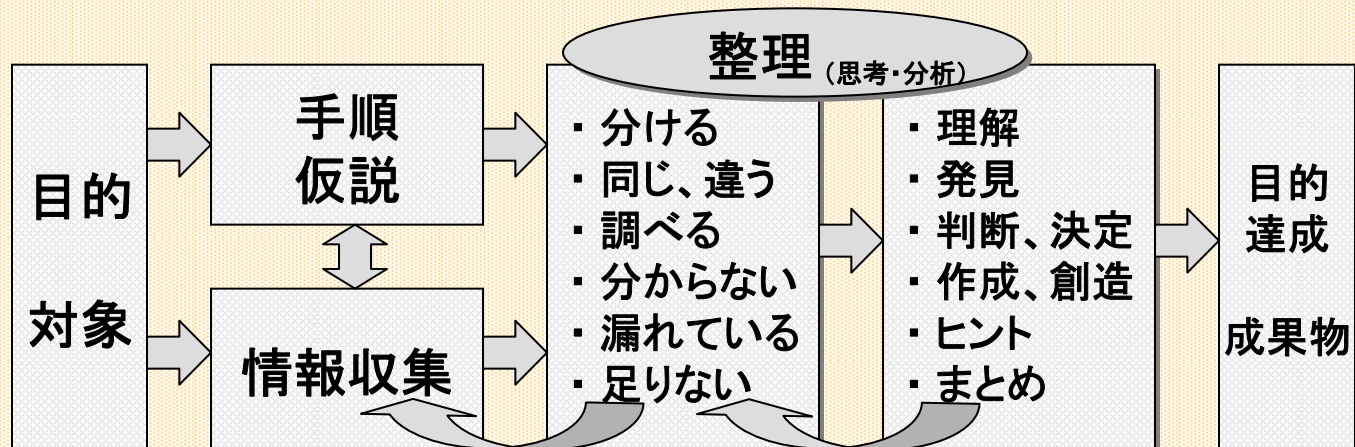 整理(思考・分析)
目的
対象
手順
仮説
情報収集
・分ける
・同じ、違う
・調べる
・分からない
・漏れている
・足りない
・理解
・発見
・判断、決定
・作成、創造
・ヒント
・まとめ
目的
達成
成果物